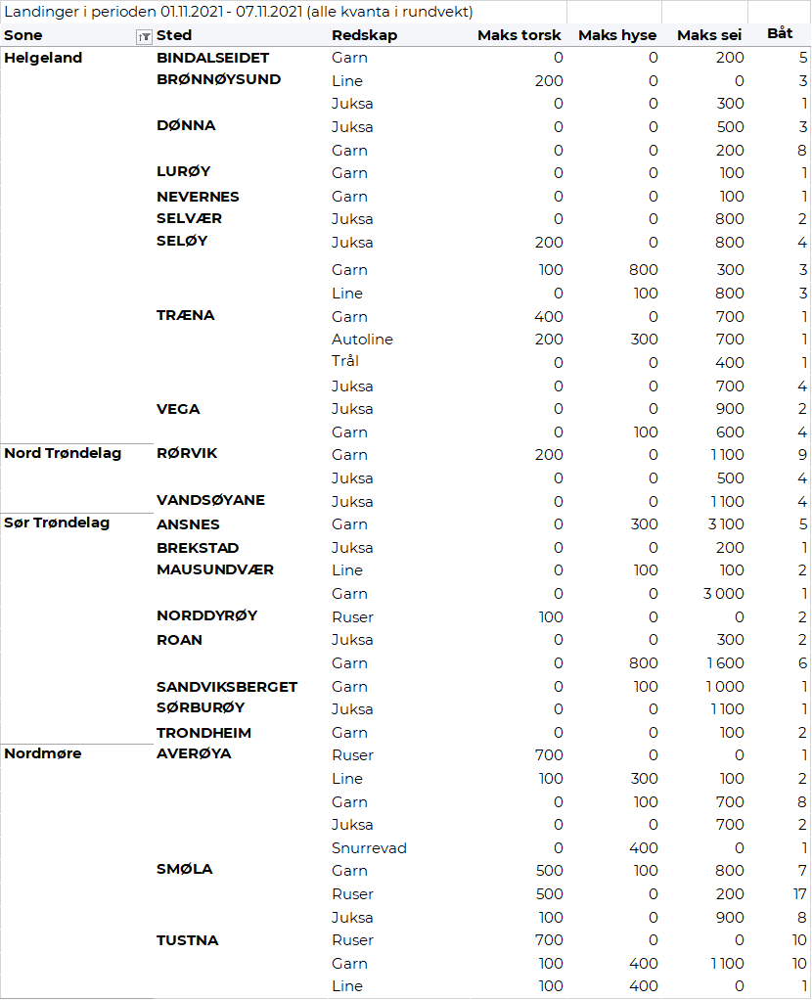 Landinger i perioden 01.11.2021 - 07.11.2021 (alle kvanta i rundvekt)
Sone Sted Redskap Maks torsk Maks hyse Maks sei Båt
Helgeland BINDALSEIDET Garn 0 0 200 5
BRØNNØYSUND Line 200 0 0 3
Juksa 0 0 300 1
DØNNA Juksa 0 0 500 3
Garn 0 0 200 8
LURØY Garn 0 0 100 1
NEVERNES Garn 0 0 100 1
SELVÆR Juksa 0 0 800 2
SELØY Juksa 200 0 800 4
Garn 100 800 300 3
Line 0 100 800 3
TRÆNA Garn 400 0 700 1
Autoline 200 300 700 1
Trål 0 0 400 1
Juksa 0 0 700 4
VEGA Juksa 0 0 900 2
Garn 0 100 600 4
Nord Trøndelag RØRVIK Garn 200 0 1 100 9
Juksa 0 0 500 4
VANDSØYANE Juksa 0 0 1 100 4
Sør Trøndelag ANSNES Garn 0 300 3 100 5
BREKSTAD Juksa 0 0 200 1
MAUSUNDVÆR Line 0 100 100 2
Garn 0 0 3 000 1
NORDDYRØY Ruser 100 0 0 2
ROAN Juksa 0 0 300 2
Garn 0 800 1 600 6
SANDVIKSBERGET Garn 0 100 1 000 1
SØRBURØY Juksa 0 0 1 100 1
TRONDHEIM Garn 0 0 100 2
Nordmøre AVERØYA Ruser 700 0 0 1
Line 100 300 100 2
Garn 0 100 700 8
Juksa 0 0 700 2
Snurrevad 0 400 0 1
SMØLA Garn 500 100 800 7
Ruser 500 0 200 17
Juksa 100 0 900 8
TUSTNA Ruser 700 0 0 10
Garn 100 400 1 100 10
Line 100 400 0 1